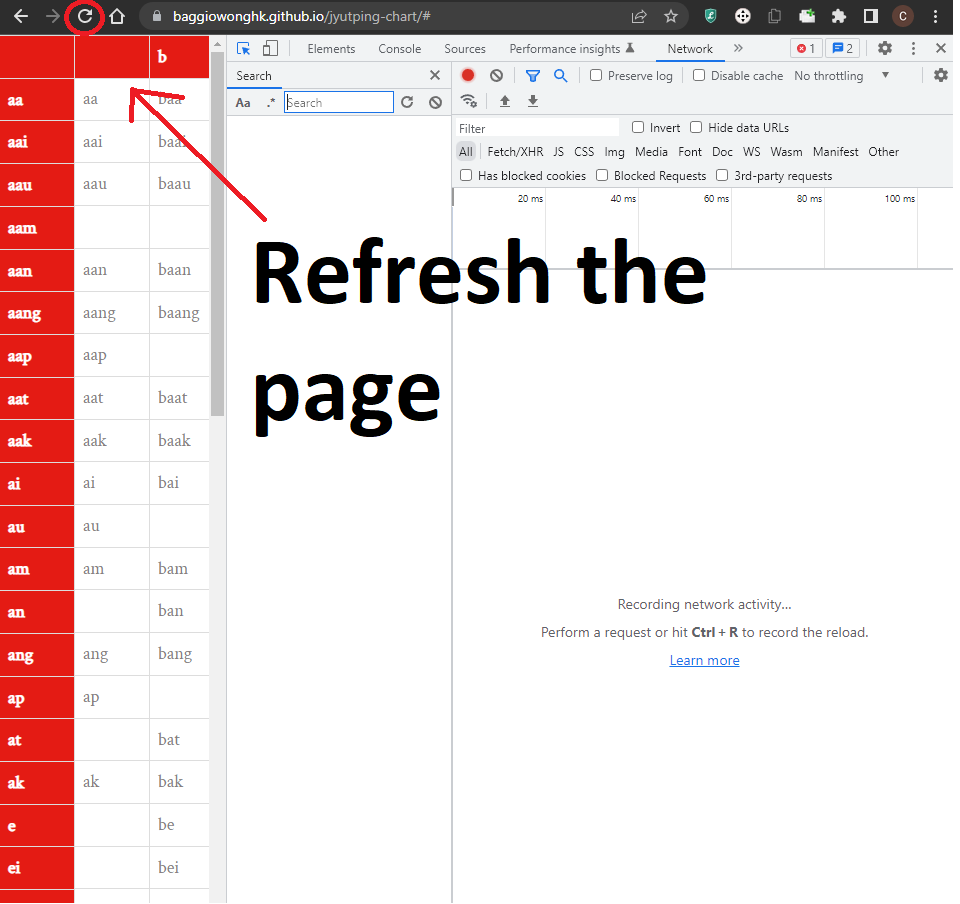 baggiowonghk.github.io/jyutping-chart/#
C
Elements Console Sources Performance insights Network » 1 2
Search
Preserve log Disable cache No throttling
Aa .* Search
Filter Invert Hide data URLs
All Fetch/XHR JS CSS Img Media Font Doc WS Wasm Manifest Other
Has blocked cookies Blocked Requests 3rd-party requests
20 ms 40 ms 60 ms 80 ms 100 ms
b
aa aa baa
aai aai baai
aau aau baau
aam
aan aan baan
aang aang baang
aap aap
aat aat baat
aak aak baak
ai ai bai
au au
am am bam
an ban
ang ang bang
ap ap
at bat
ak ak bak
e be
ei bei
Refresh the
page
Recording network activity...
Perform a request or hit Ctrl + R to record the reload.
Learn more